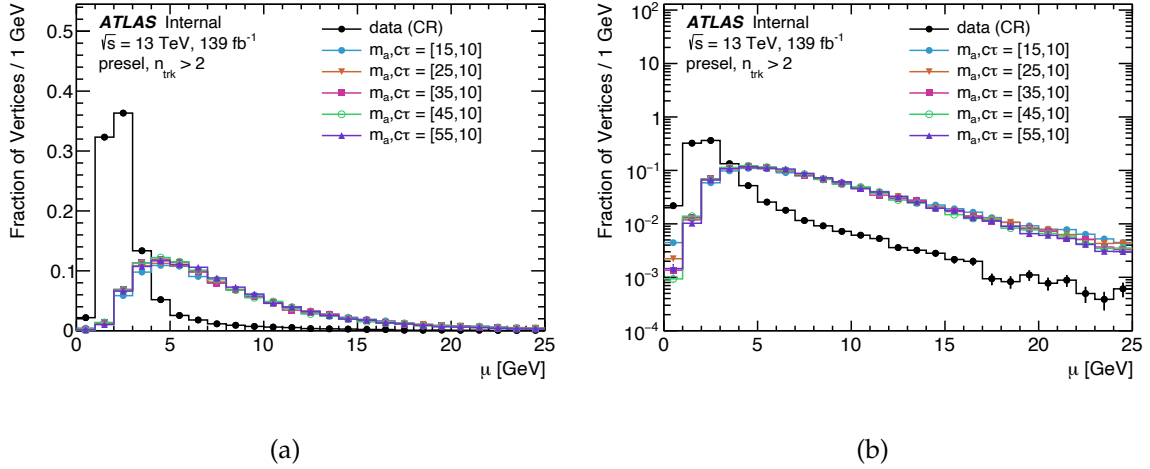 ATLAS Internal
√s = 13 TeV, 139 fb⁻¹
presel, n_trk > 2
data (CR)
m_a,cτ = [15,10]
m_a,cτ = [25,10]
m_a,cτ = [35,10]
m_a,cτ = [45,10]
m_a,cτ = [55,10]
Fraction of Vertices / 1 GeV
0.5
0.4
0.3
0.2
0.1
0
0 5 10 15 20 25
μ [GeV]
(a)
ATLAS Internal
√s = 13 TeV, 139 fb⁻¹
presel, n_trk > 2
data (CR)
m_a,cτ = [15,10]
m_a,cτ = [25,10]
m_a,cτ = [35,10]
m_a,cτ = [45,10]
m_a,cτ = [55,10]
Fraction of Vertices / 1 GeV
10²
10
1
10⁻¹
10⁻²
10⁻³
10⁻⁴
0 5 10 15 20 25
μ [GeV]
(b)